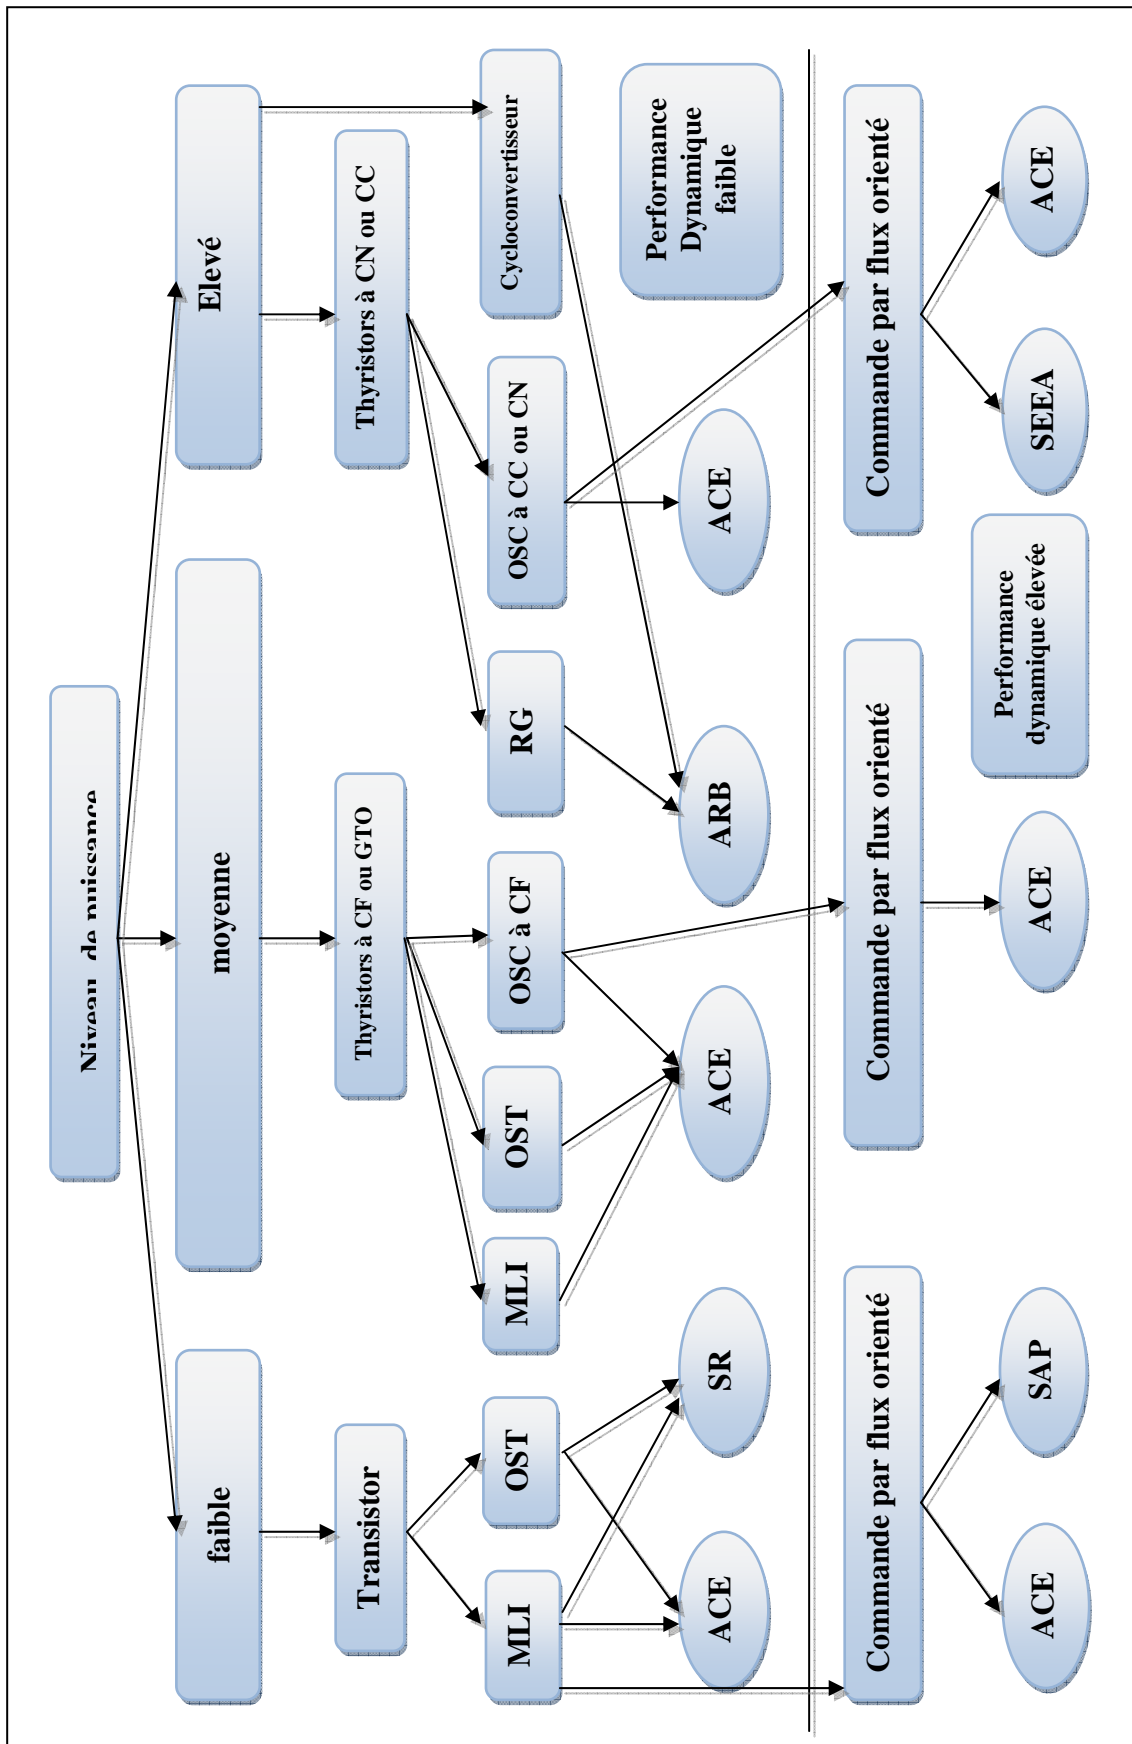 Niveau de puissance
faible
moyenne
Elevé
Transistor
Thyristors à CF ou GTO
Thyristors à CN ou CC
MLI
OST
MLI
OST
OSC à CF
RG
OSC à CC ou CN
Cycloconvertisseur
ACE
SR
ACE
ARB
ACE
Performance
Dynamique
faible
Commande par flux orienté
Commande par flux orienté
Commande par flux orienté
ACE
SAP
ACE
Performance
dynamique élevée
SEEA
ACE